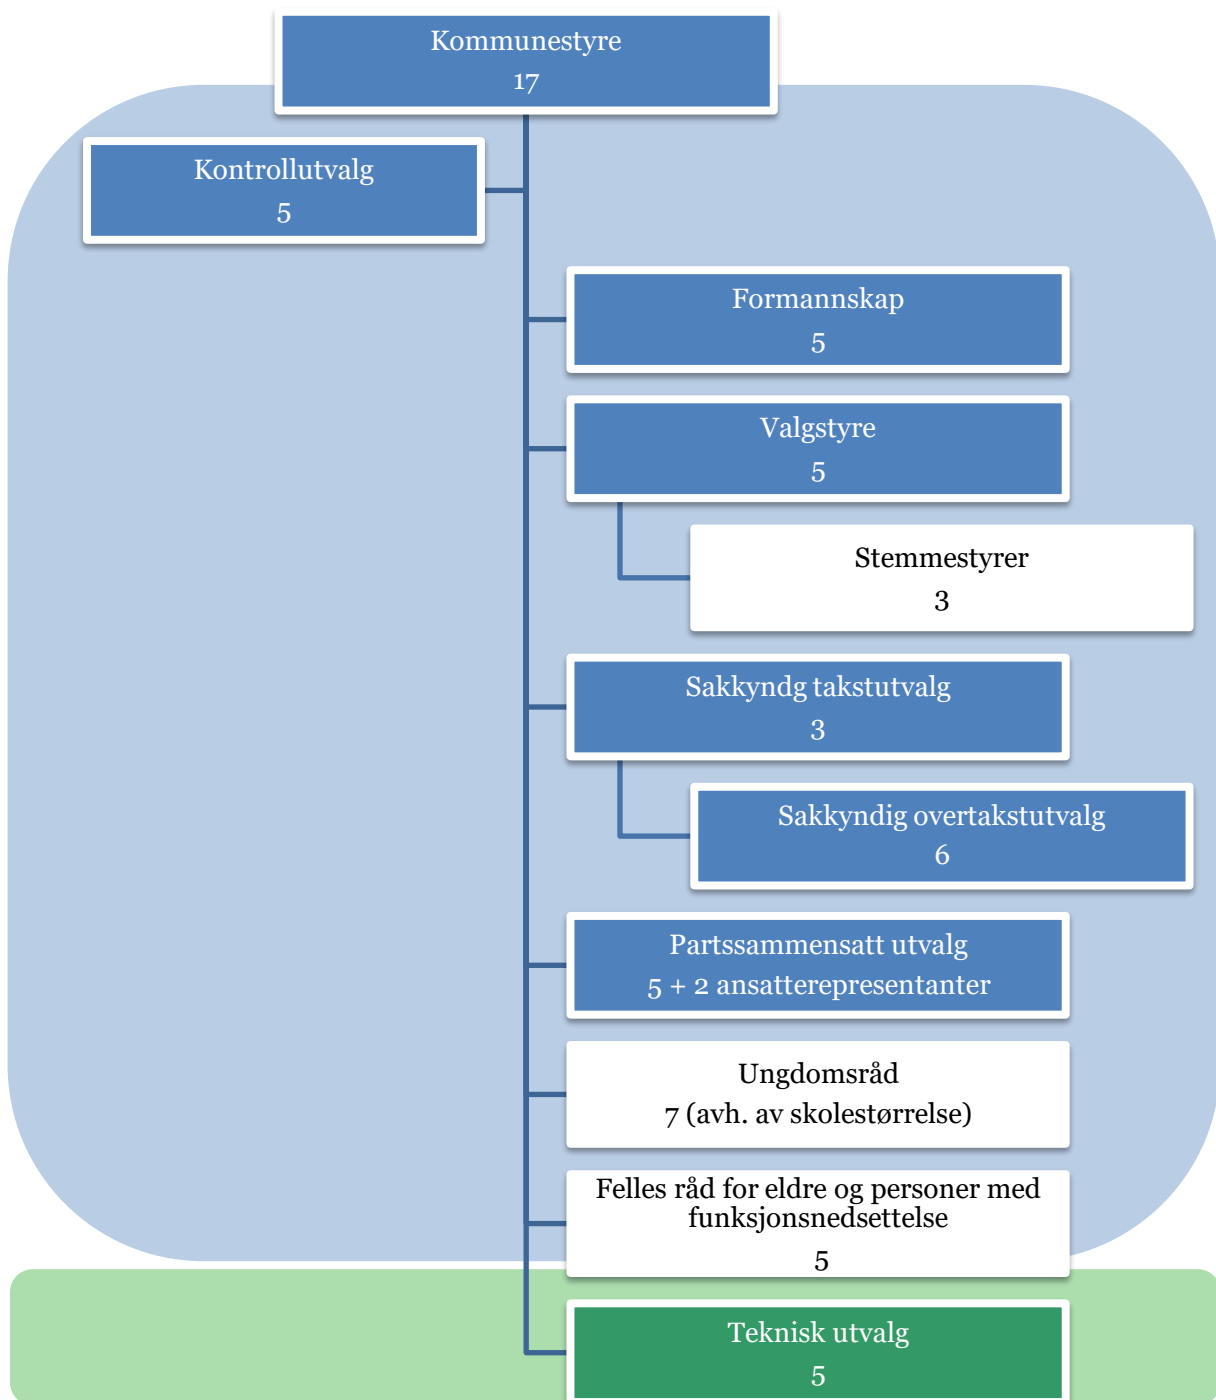 Kommunestyre
17
Kontrollutvalg
5
Formannskap
5
Valgstyre
5
Stemmestyrer
3
Sakkyndg takstutvalg
3
Sakkyndig overtakstutvalg
6
Partssammensatt utvalg
5 + 2 ansatterepresentanter
Ungdomsråd
7 (avh. av skolestørrelse)
Felles råd for eldre og personer med
funksjonsnedsettelse
5
Teknisk utvalg
5